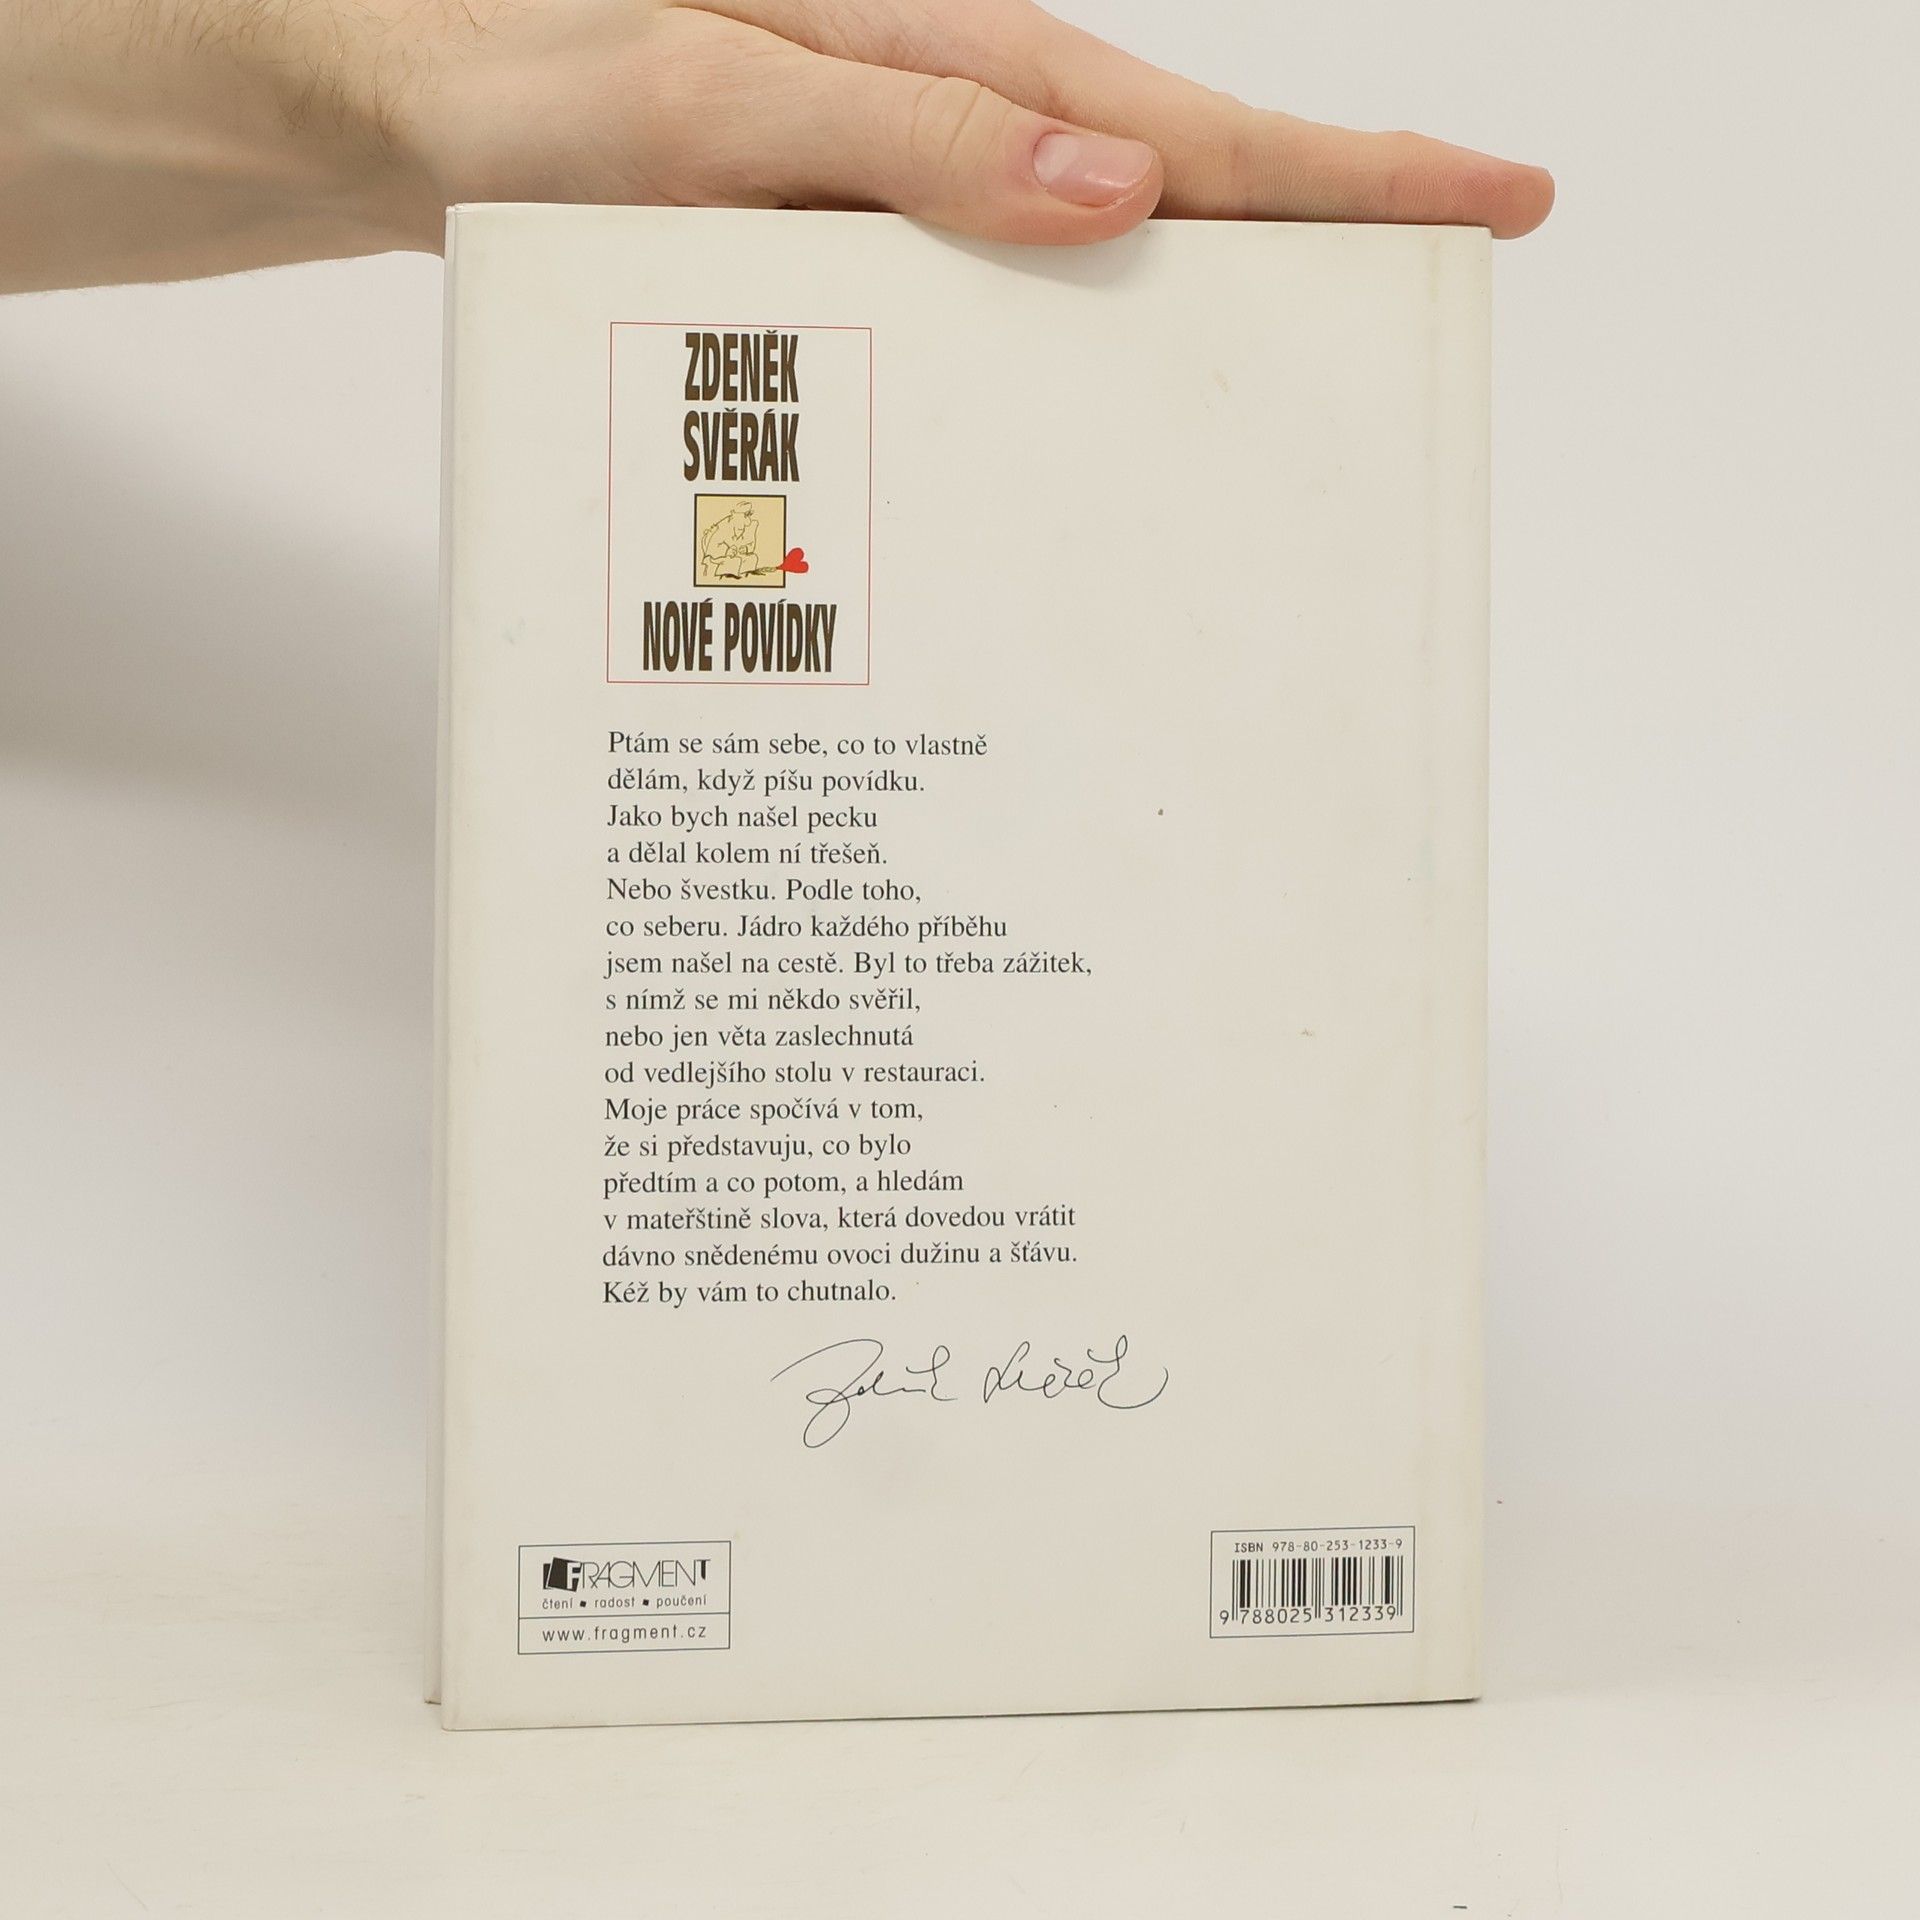 ZDENĚK
SVĚRÁK
NOVÉ POVÍDKY
Ptám se sám sebe, co to vlastně
dělám, když píšu povídku.
Jako bych našel pecku
a dělal kolem ní třešeň.
Nebo švestku. Podle toho,
co seberu. Jádro každého příběhu
jsem našel na cestě. Byl to třeba zážitek,
s nímž se mi někdo svěřil,
nebo jen věta zaslechnutá
od vedlejšího stolu v restauraci.
Moje práce spočívá v tom,
že si představuju, co bylo
předtím a co potom, a hledám
v mateřštině slova, která dovedou vrátit
dávno snědenému ovoci dužinu a šťávu.
Kéž by vám to chutnalo.
Zdeněk Svěrák
FRAGMENT
čtení ▪ radost ▪ poučení
www.fragment.cz
ISBN 978-80-253-1233-9
9 788025 312339